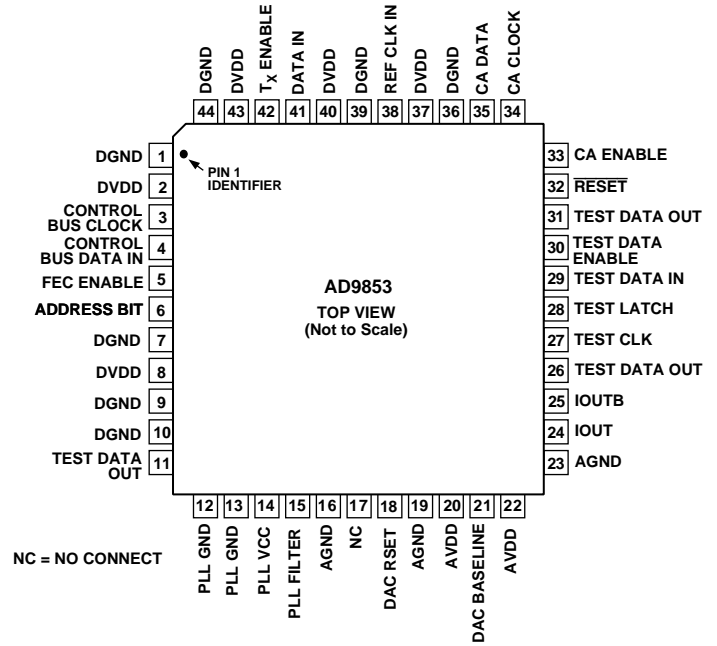 DGND
DVDD
TX ENABLE
DATA IN
DVDD
DGND
REF CLK IN
DVDD
DGND
CA DATA
CA CLOCK
44
43
42
41
40
39
38
37
36
35
34
DGND 1
DVDD 2
CONTROL
BUS CLOCK 3
CONTROL
BUS DATA IN 4
FEC ENABLE 5
ADDRESS BIT 6
DGND 7
DVDD 8
DGND 9
DGND 10
TEST DATA
OUT 11
PIN 1
IDENTIFIER
AD9853
TOP VIEW
(Not to Scale)
33 CA ENABLE
32 RESET
31 TEST DATA OUT
30 TEST DATA
ENABLE
29 TEST DATA IN
28 TEST LATCH
27 TEST CLK
26 TEST DATA OUT
25 IOUTB
24 IOUT
23 AGND
12
13
14
15
16
17
18
19
20
21
22
PLL GND
PLL GND
PLL VCC
PLL FILTER
AGND
NC
DAC RSET
AGND
AVDD
DAC BASELINE
AVDD
NC = NO CONNECT